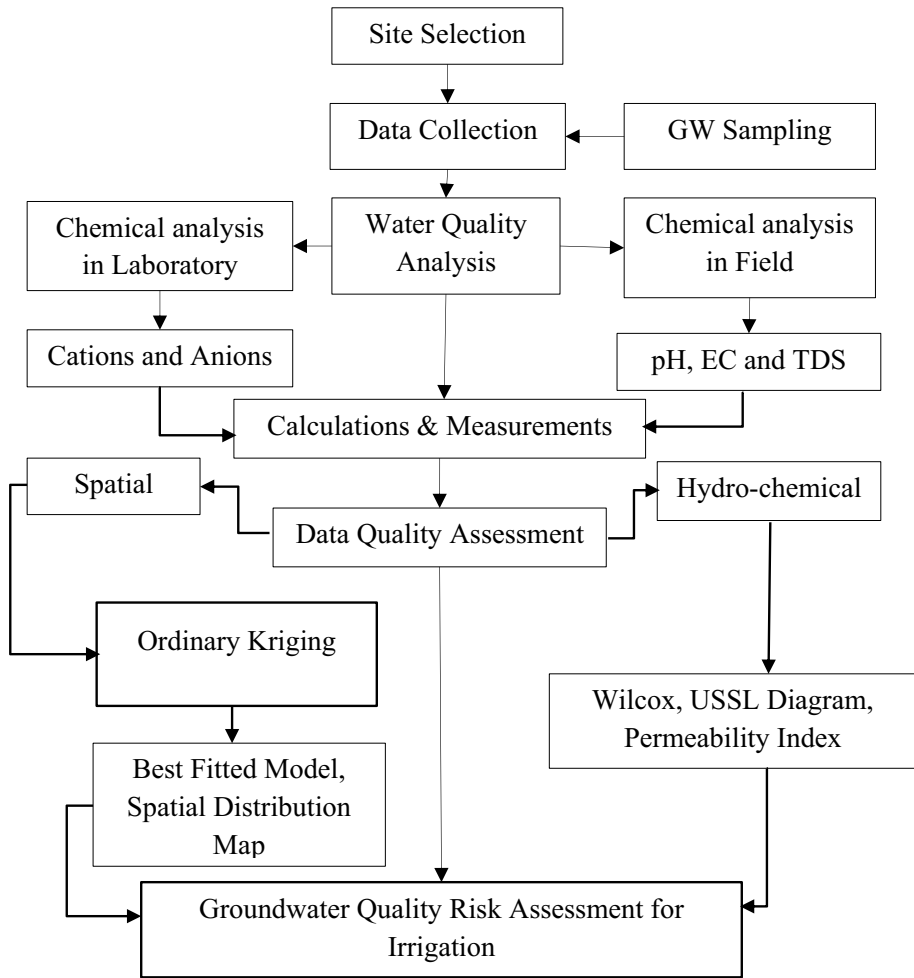 Site Selection
Data Collection
GW Sampling
Chemical analysis
in Laboratory
Water Quality
Analysis
Chemical analysis
in Field
Cations and Anions
pH, EC and TDS
Calculations & Measurements
Spatial
Data Quality Assessment
Hydro-chemical
Ordinary Kriging
Wilcox, USSL Diagram,
Permeability Index
Best Fitted Model,
Spatial Distribution
Map
Groundwater Quality Risk Assessment for
Irrigation